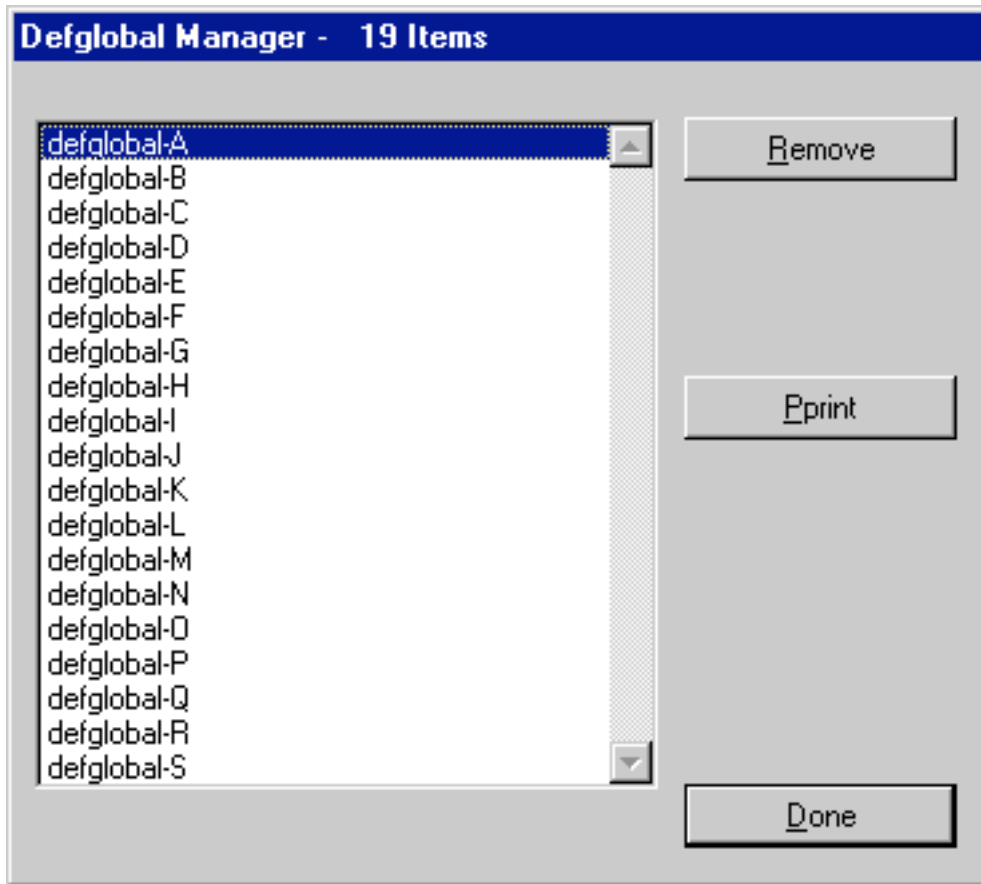 Defglobal Manager - 19 Items
defglobal-A
defglobal-B
defglobal-C
defglobal-D
defglobal-E
defglobal-F
defglobal-G
defglobal-H
defglobal-I
defglobal-J
defglobal-K
defglobal-L
defglobal-M
defglobal-N
defglobal-O
defglobal-P
defglobal-Q
defglobal-R
defglobal-S
Remove
Pprint
Done